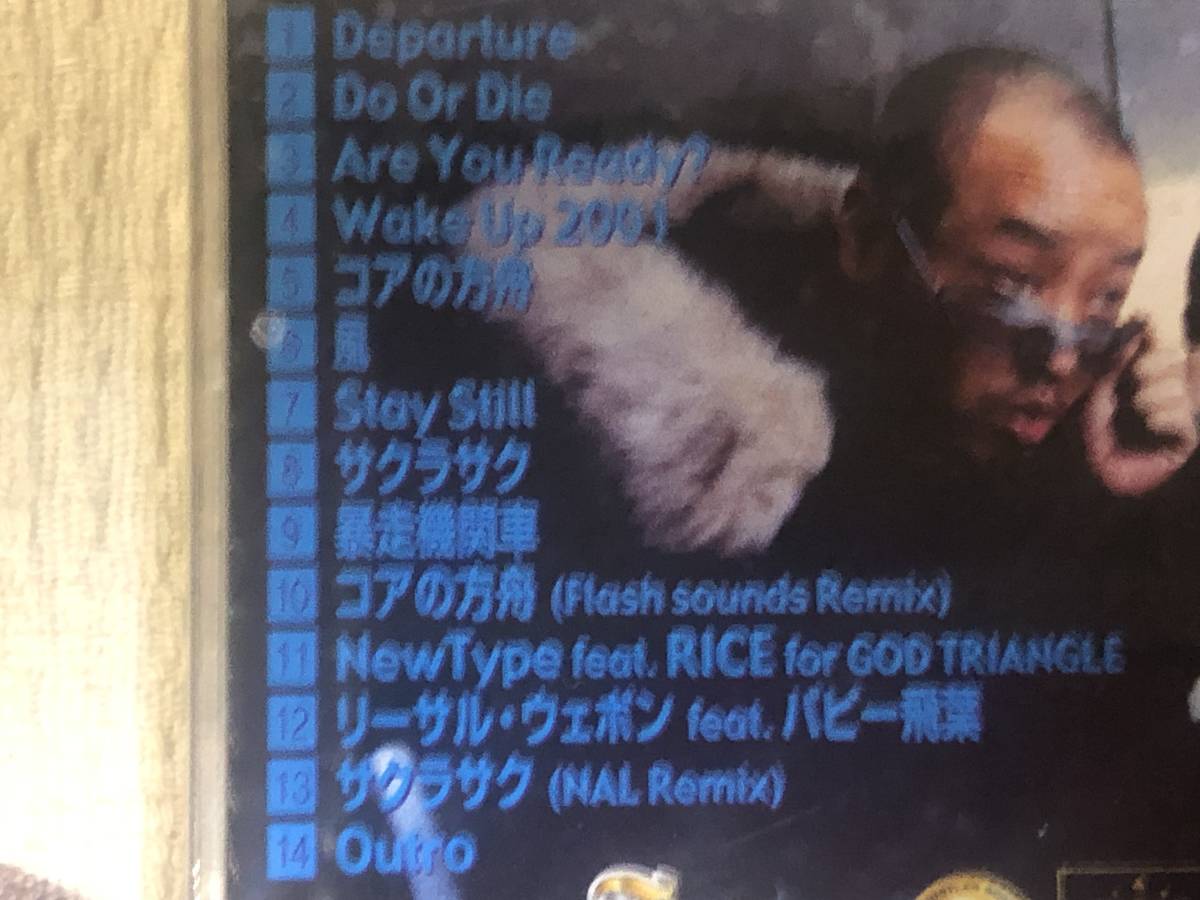 1 Departure
2 Do Or Die
3 Are You Ready?
4 Wake Up 2001
5 コアの方舟
6 風
7 Stay Still
8 サクラサク
9 暴走機関車
10 コアの方舟 (Flash sounds Remix)
11 NewType feat. RICE for GOD TRIANGLE
12 リーサル・ウェポン feat. バビー飛葉
13 サクラサク (NAL Remix)
14 Outro